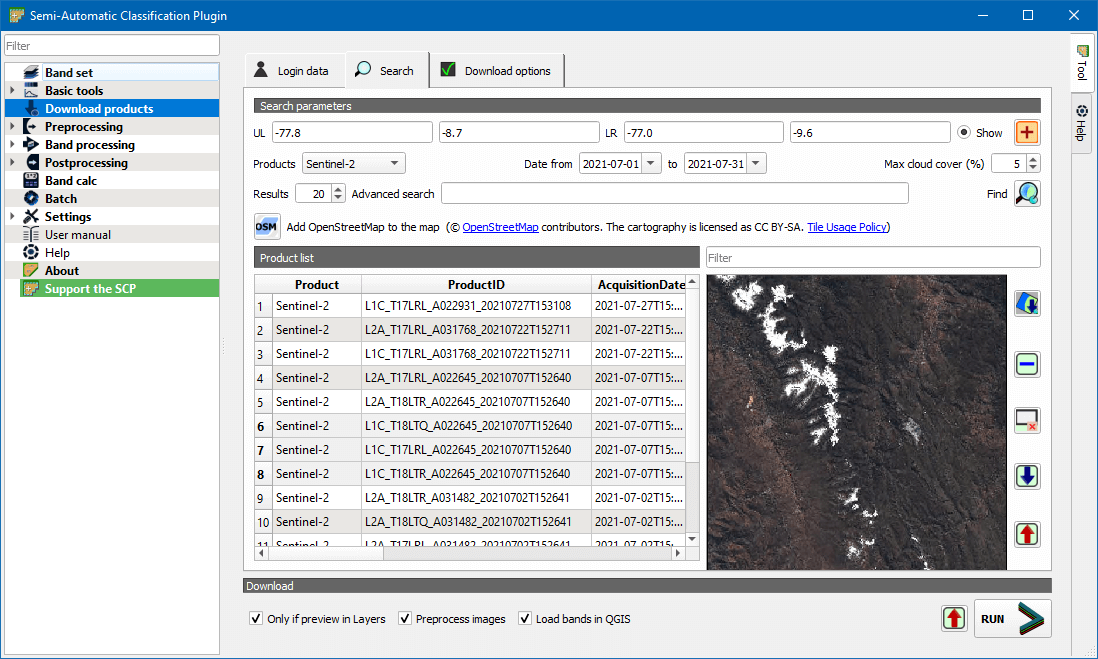 Semi-Automatic Classification Plugin
Filter
Band set
Basic tools
Download products
Preprocessing
Band processing
Postprocessing
Band calc
Batch
Settings
User manual
Help
About
Support the SCP
Login data
Search
Download options
Search parameters
UL -77.8 -8.7 LR -77.0 -9.6 Show
Products Sentinel-2 Date from 2021-07-01 to 2021-07-31 Max cloud cover (%) 5
Results 20 Advanced search Find
OSM Add OpenStreetMap to the map (© OpenStreetMap contributors. The cartography is licensed as CC BY-SA. Tile Usage Policy)
Product list
Filter
Product ProductID AcquisitionDate
1 Sentinel-2 L1C_T17LRL_A022931_20210727T153108 2021-07-27T15:...
2 Sentinel-2 L2A_T17LRL_A031768_20210722T152711 2021-07-22T15:...
3 Sentinel-2 L1C_T17LRL_A031768_20210722T152711 2021-07-22T15:...
4 Sentinel-2 L2A_T17LRL_A022645_20210707T152640 2021-07-07T15:...
5 Sentinel-2 L2A_T18LTR_A022645_20210707T152640 2021-07-07T15:...
6 Sentinel-2 L1C_T18LTQ_A022645_20210707T152640 2021-07-07T15:...
7 Sentinel-2 L1C_T17LRL_A022645_20210707T152640 2021-07-07T15:...
8 Sentinel-2 L1C_T18LTR_A022645_20210707T152640 2021-07-07T15:...
9 Sentinel-2 L2A_T18LTR_A031482_20210702T152641 2021-07-02T15:...
10 Sentinel-2 L2A_T18LTQ_A031482_20210702T152641 2021-07-02T15:...
11 Sentinel-2 L2A_T17LRL_A031482_20210702T152641 2021-07-02T15:...
Download
Only if preview in Layers Preprocess images Load bands in QGIS
RUN
Tool
Help